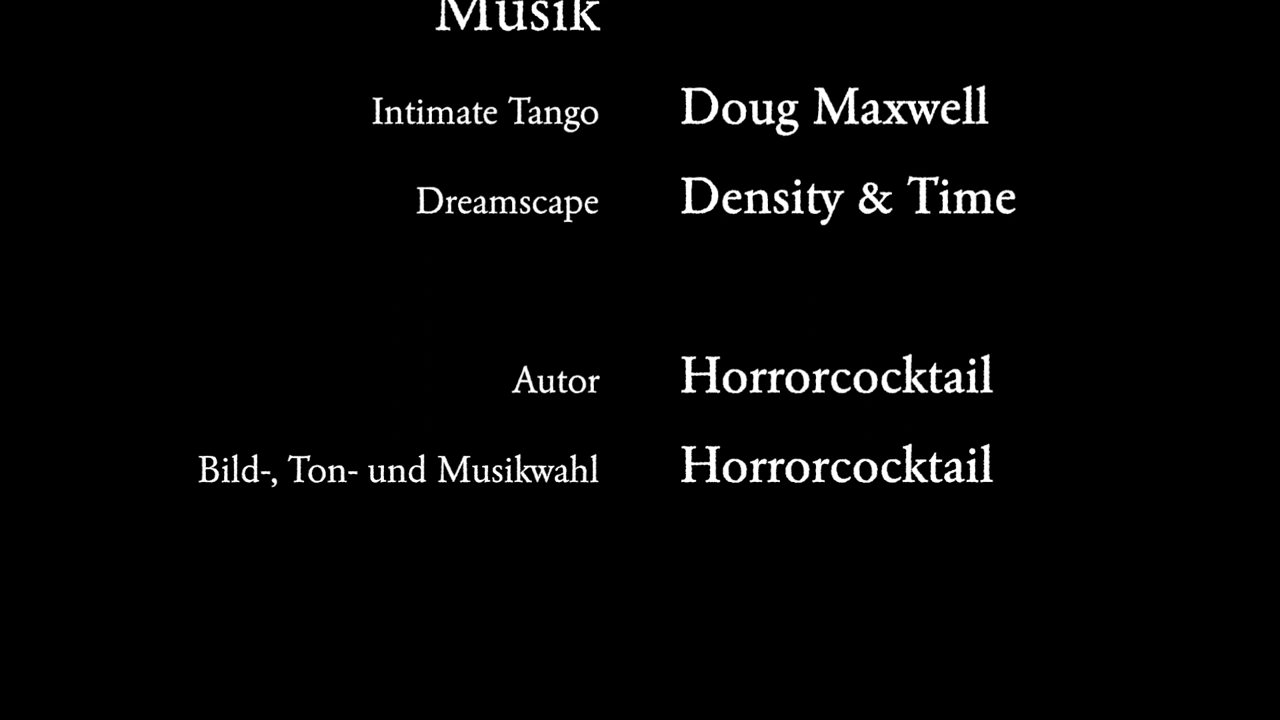 Musik
Intimate Tango Doug Maxwell
Dreamscape Density & Time
Autor Horrorcocktail
Bild-, Ton- und Musikwahl Horrorcocktail